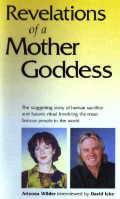 Revelations
of a
Mother
Goddess
The staggering story of human sacrifice
and Satanic ritual involving the most
famous people in the world
Arizona Wilder interviewed by David Icke